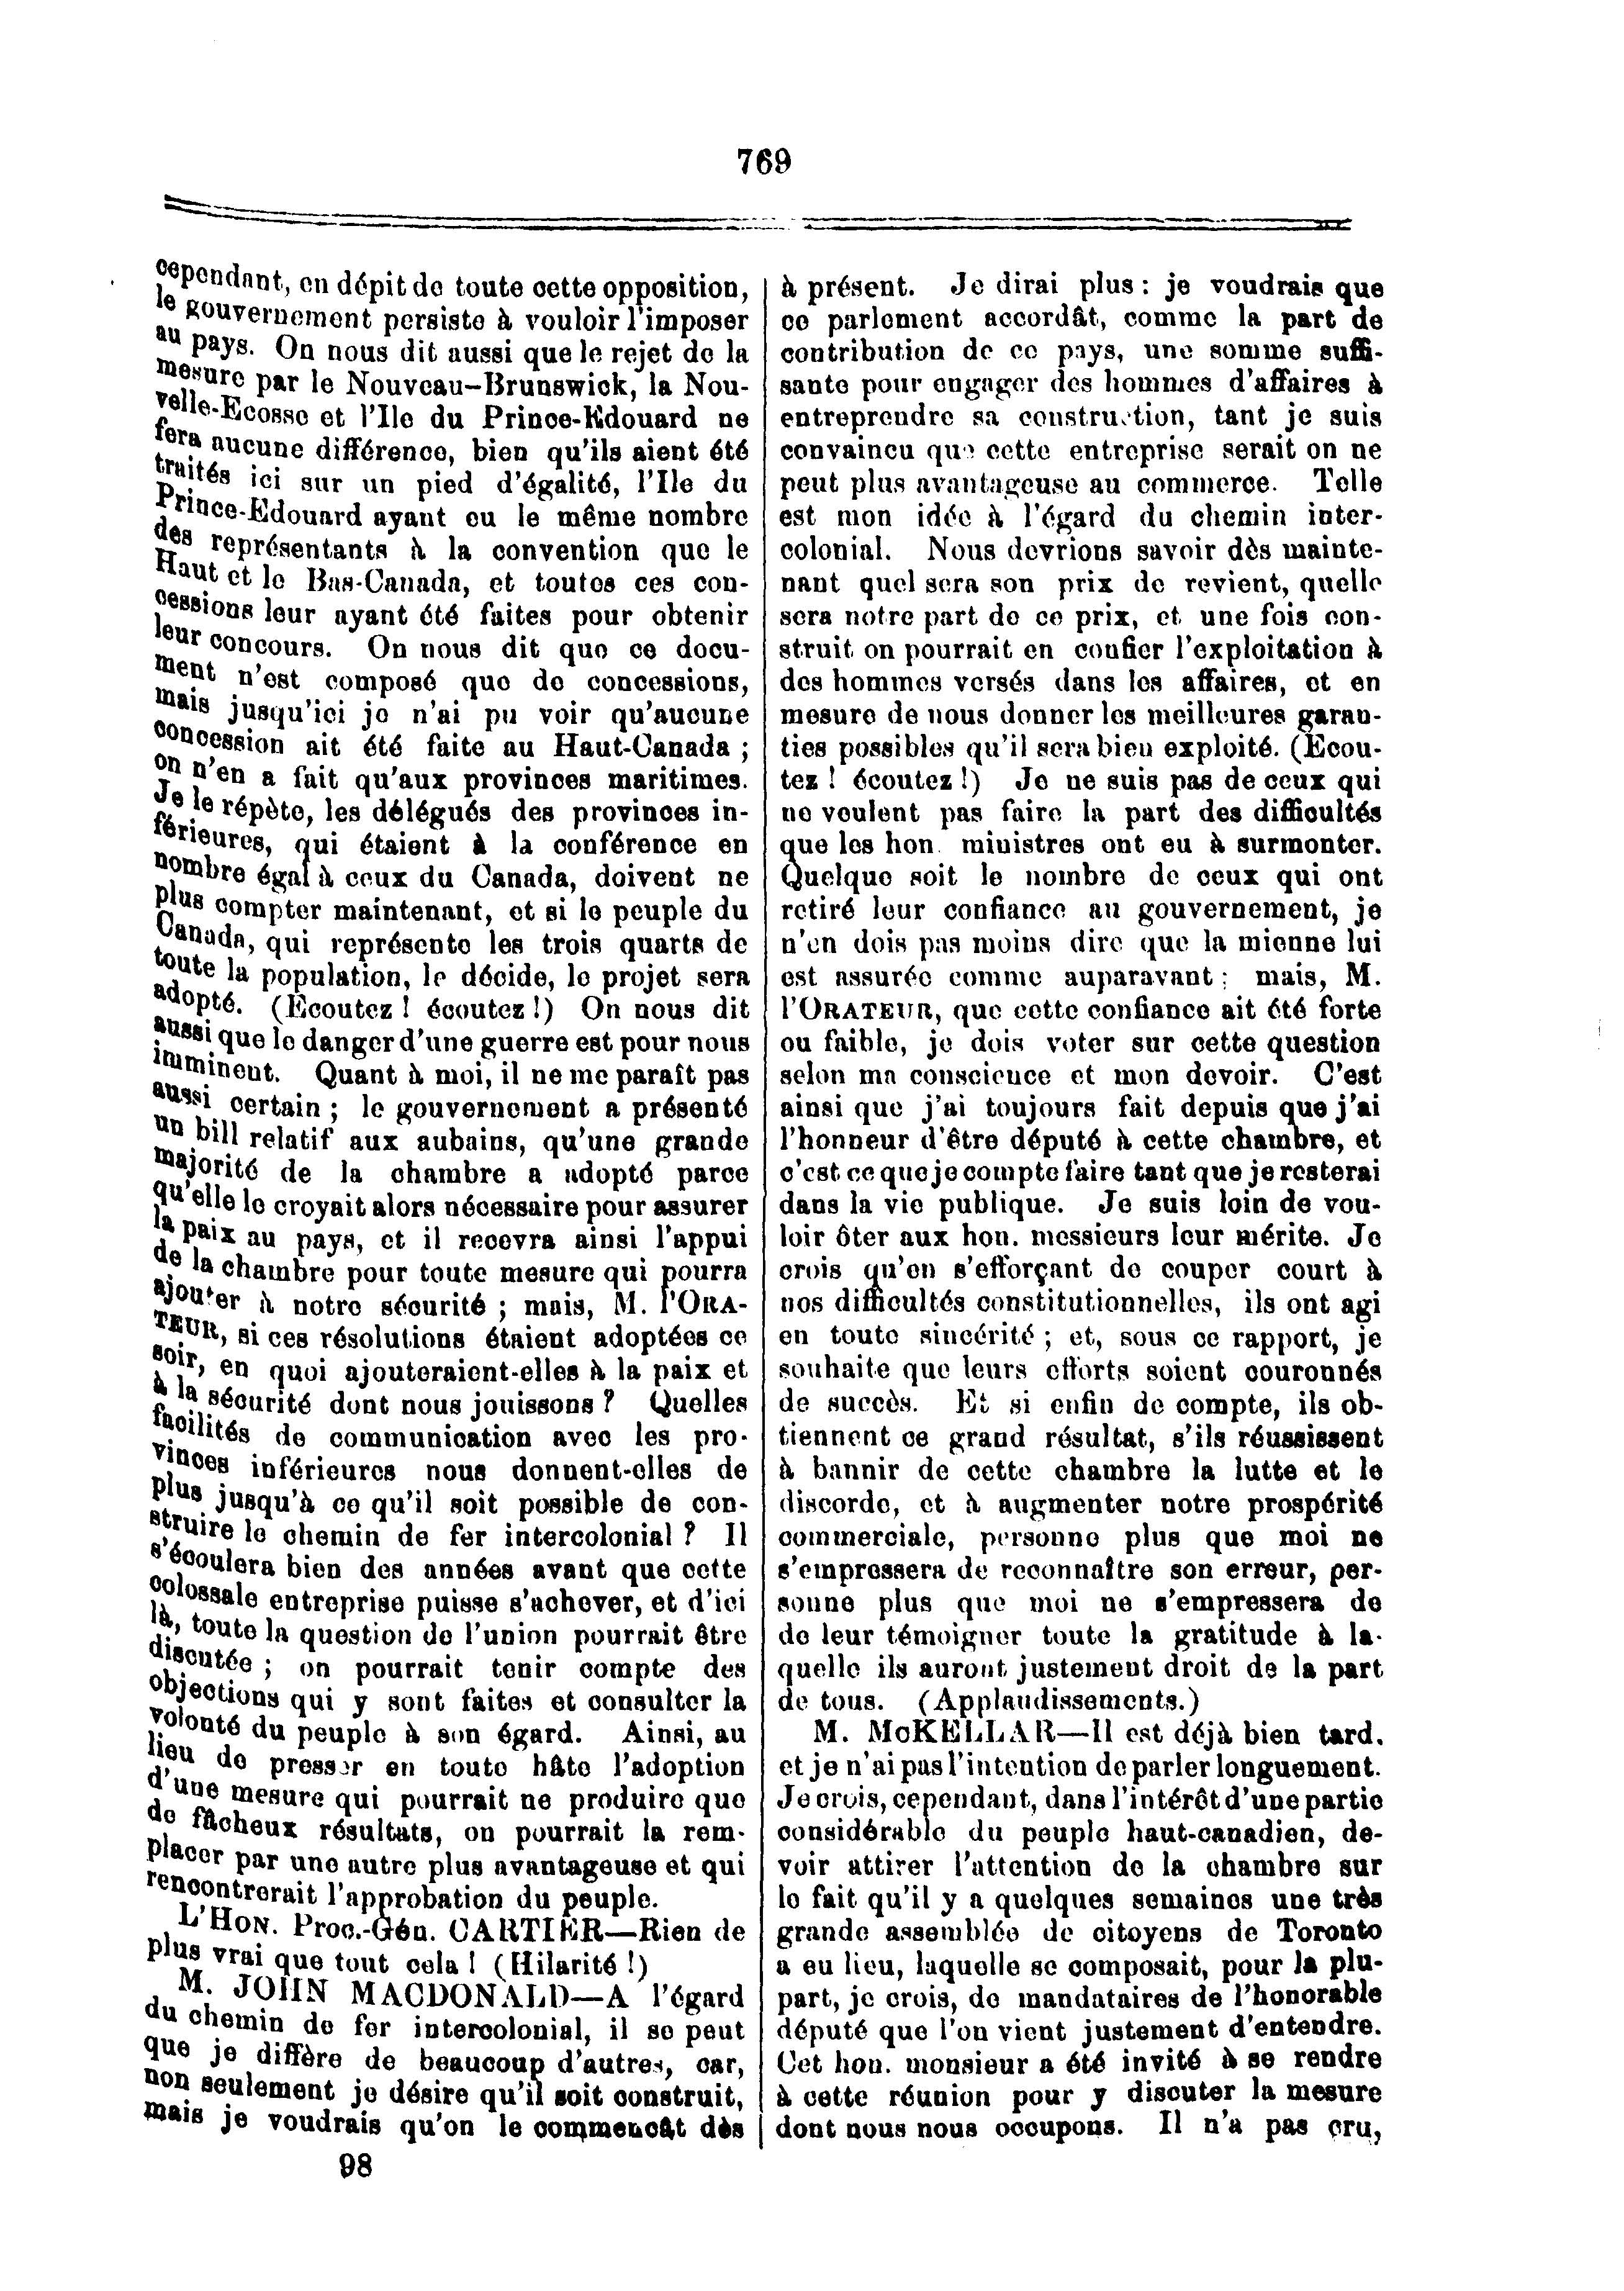 769
cependant, en dépit de toute cette opposition,
le gouvernement persiste à vouloir l'imposer
au pays. On nous dit aussi que le rejet de la
mesure par le Nouveau-Brunswick, la Nou-
velle-Ecosse et l'Ile du Prince-Edouard ne
fera aucune différence, bien qu'ils aient été
traités ici sur un pied d'égalité, l'Ile du
Prince-Edouard ayant eu le même nombre
des représentants à la convention que le
Haut et le Bas-Canada, et toutes ces con-
cessions leur ayant été faites pour obtenir
leur concours. On nous dit que ce docu-
ment n'est composé que de concessions,
mais jusqu'ici je n'ai pu voir qu'aucune
concession ait été faite au Haut-Canada ;
on n'en a fait qu'aux provinces maritimes.
Je le répète, les délégués des provinces in-
férieures, qui étaient à la conférence en
nombre égal à ceux du Canada, doivent ne
plus compter maintenant, et si le peuple du
Canada, qui représente les trois quarts de
toute la population, le décide, le projet sera
adopté. (Ecoutez ! écoutez !) On nous dit
aussi que le danger d'une guerre est pour nous
imminent. Quant à moi, il ne me paraît pas
aussi certain ; le gouvernement a présenté
un bill relatif aux aubains, qu'une grande
majorité de la chambre a adopté parce
qu'elle le croyait alors nécessaire pour assurer
la paix au pays, et il recevra ainsi l'appui
de la chambre pour toute mesure qui pourra
ajouter à notre sécurité ; mais, M. l'ORA-
TEUR, si ces résolutions étaient adoptées ce
soir, en quoi ajouteraient-elles à la paix et
à la sécurité dont nous jouissons ? Quelles
facilités de communication avec les pro-
vinces inférieures nous donnent-elles de
plus jusqu'à ce qu'il soit possible de con-
struire le chemin de fer intercolonial ? Il
s'écoulera bien des années avant que cette
colossale entreprise puisse s'achever, et d'ici
là, toute la question de l'union pourrait être
discutée ; on pourrait tenir compte des
objections qui y sont faites et consulter la
volonté du peuple à son égard. Ainsi, au
lieu de presser en toute hâte l'adoption
d'une mesure qui pourrait ne produire que
de fâcheux résultats, on pourrait la rem-
placer par une autre plus avantageuse et qui
rencontrerait l'approbation du peuple.
L'HON. PROC.-GÉN. CARTIER—Rien de
plus vrai que tout cela ! (Hilarité !)
M. JOHN MACDONALD—A l'égard
du chemin de fer intercolonial, il se peut
que je diffère de beaucoup d'autres, car,
non seulement je désire qu'il soit construit,
mais je voudrais qu'on le commençât dès
98
à présent. Je dirai plus : je voudrais que
ce parlement accordât, comme la part de
contribution de ce pays, une somme suffi-
sante pour engager des hommes d'affaires à
entreprendre sa construction, tant je suis
convaincu que cette entreprise serait on ne
peut plus avantageuse au commerce. Telle
est mon idée à l'égard du chemin inter-
colonial. Nous devrions savoir dès mainte-
nant quel sera son prix de revient, quelle
sera notre part de ce prix, et une fois con-
struit on pourrait en confier l'exploitation à
des hommes versés dans les affaires, et en
mesure de nous donner les meilleures garan-
ties possibles qu'il sera bien exploité. (Ecou-
tez ! écoutez !) Je ne suis pas de ceux qui
ne veulent pas faire la part des difficultés
que les hon. ministres ont eu à surmonter.
Quelque soit le nombre de ceux qui ont
retiré leur confiance au gouvernement, je
n'en dois pas moins dire que la mienne lui
est assurée comme auparavant ; mais, M.
l'ORATEUR, que cette confiance ait été forte
ou faible, je dois voter sur cette question
selon ma conscience et mon devoir. C'est
ainsi que j'ai toujours fait depuis que j'ai
l'honneur d'être député à cette chambre, et
c'est ce que je compte faire tant que je resterai
dans la vie publique. Je suis loin de vou-
loir ôter aux hon. messieurs leur mérite. Je
crois qu'en s'efforçant de couper court à
nos difficultés constitutionnelles, ils ont agi
en toute sincérité ; et, sous ce rapport, je
souhaite que leurs efforts soient couronnés
de succès. Et si enfin de compte, ils ob-
tiennent ce grand résultat, s'ils réussissent
à bannir de cette chambre la lutte et le
discorde, et à augmenter notre prospérité
commerciale, personne plus que moi ne
s'empressera de reconnaître son erreur, per-
sonne plus que moi ne s'empressera de
de leur témoigner toute la gratitude à la-
quelle ils auront justement droit de la part
de tous. (Applaudissements.)
M. McKELLAR—Il est déjà bien tard,
et je n'ai pas l'intention de parler longuement.
Je crois, cependant, dans l'intérêt d'une partie
considérable du peuple haut-canadien, de-
voir attirer l'attention de la chambre sur
le fait qu'il y a quelques semaines une très
grande assemblée de citoyens de Toronto
a eu lieu, laquelle se composait, pour la plu-
part, je crois, de mandataires de l'honorable
député que l'on vient justement d'entendre.
Cet hon. monsieur a été invité à se rendre
à cette réunion pour y discuter la mesure
dont nous nous occupons. Il n'a pas cru,